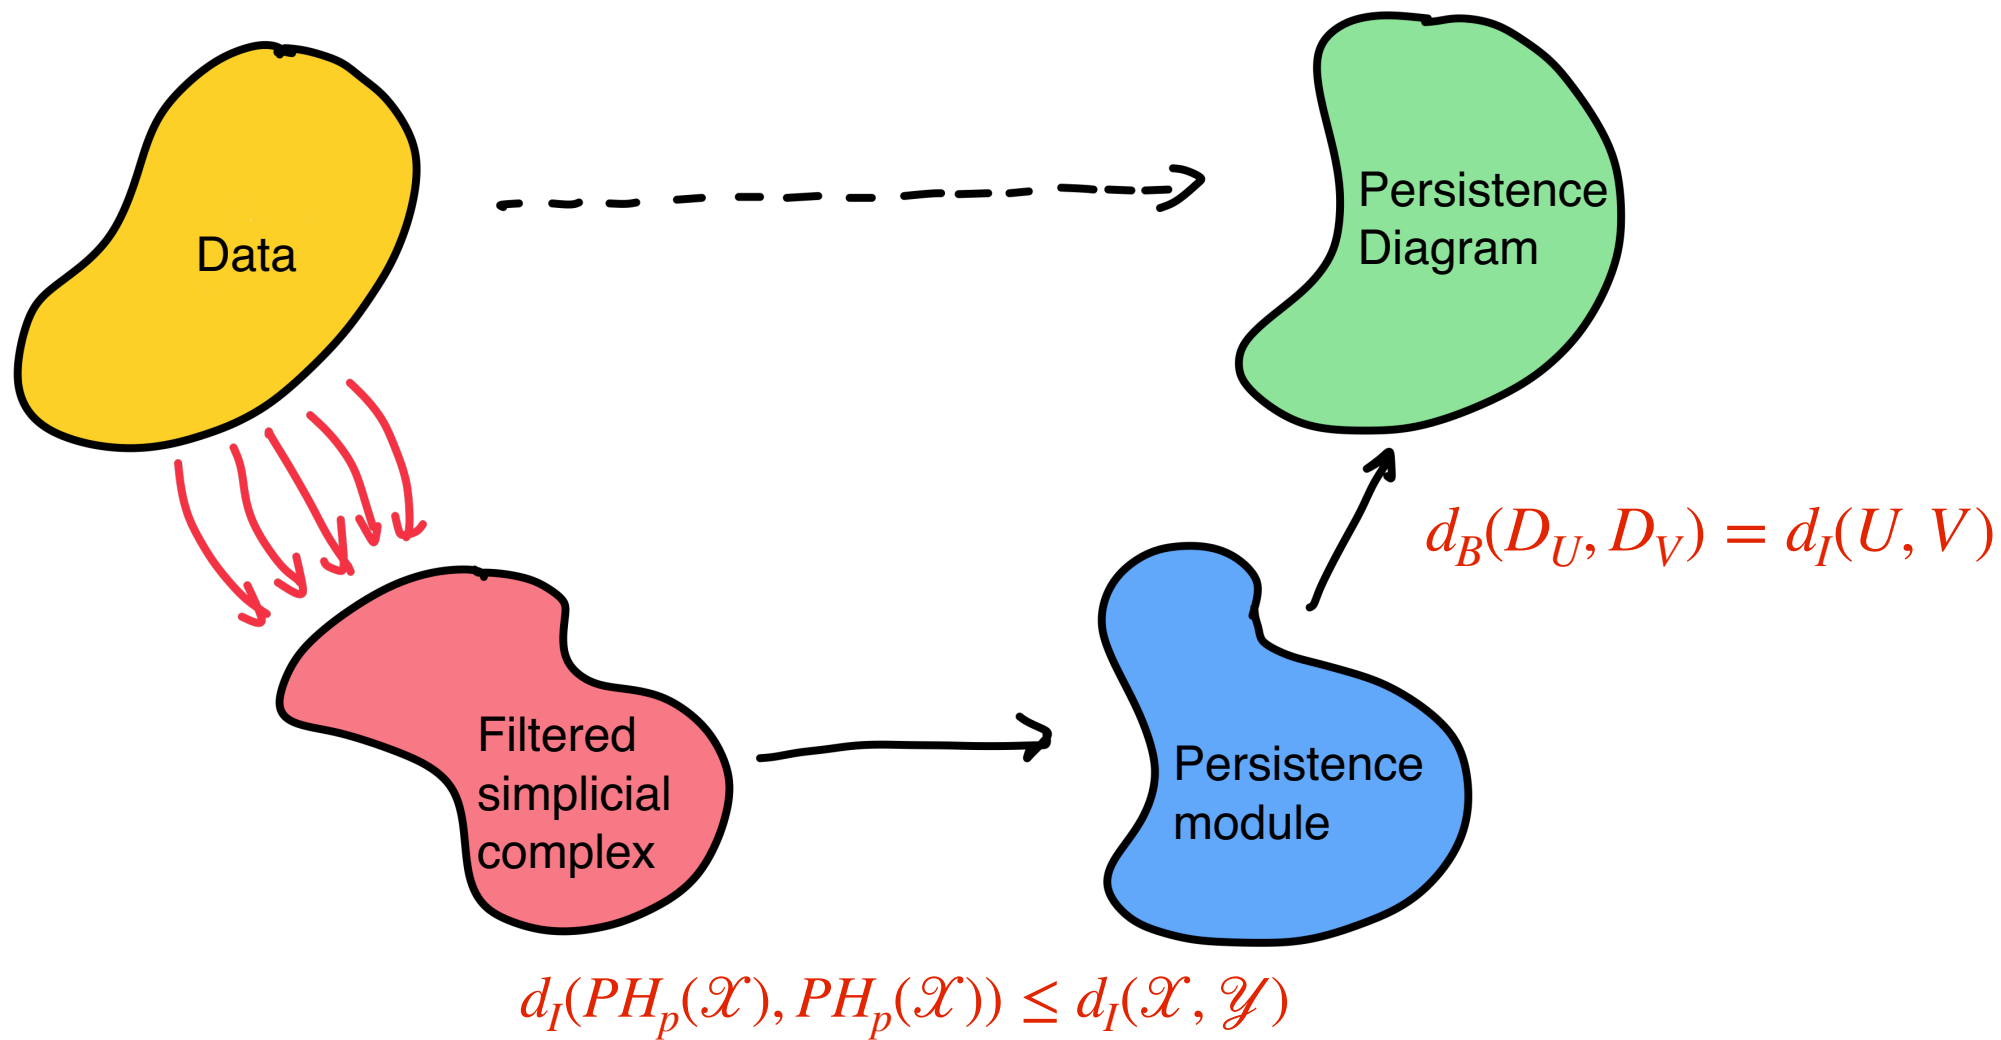 Data
Persistence
Diagram
d_B(D_U, D_V) = d_I(U, V)
Filtered
simplicial
complex
Persistence
module
d_I(PH_p(𝒳), PH_p(𝒳)) ≤ d_I(𝒳, 𝒴)